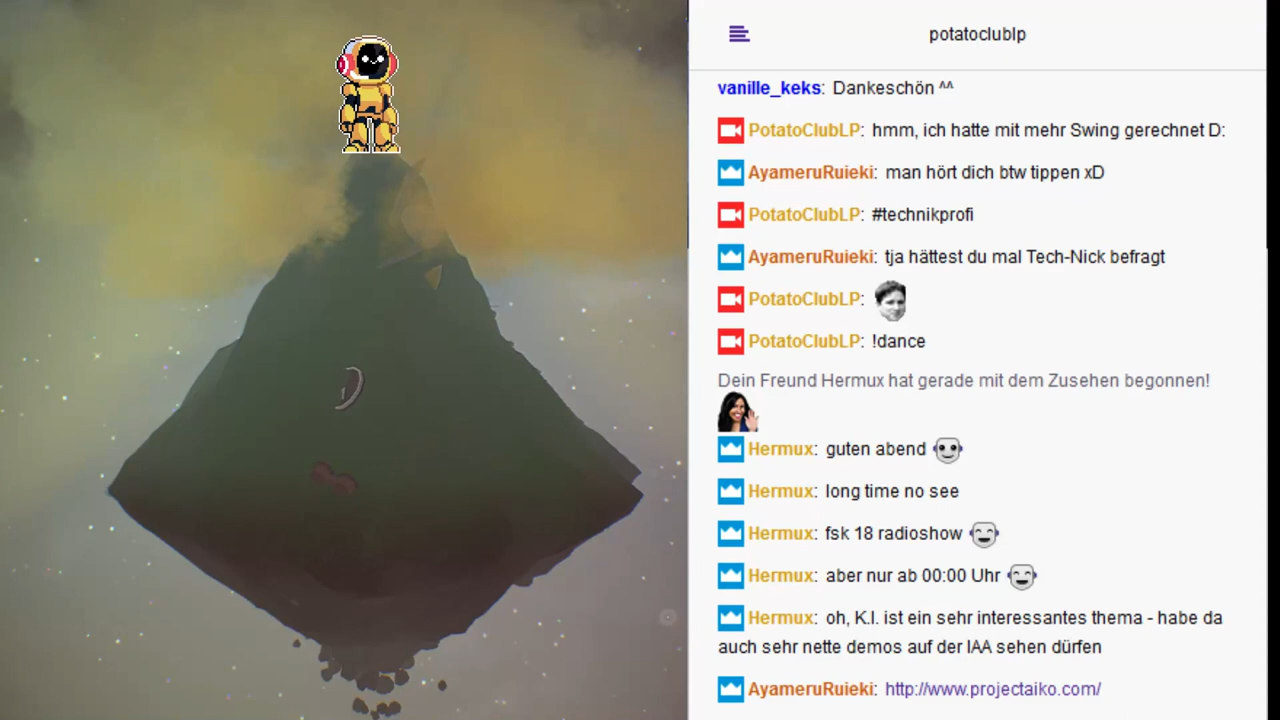 potatoclublp
vanille_keks: Dankeschön ^^
PotatoClubLP: hmm, ich hatte mit mehr Swing gerechnet D:
AyameruRuieki: man hört dich btw tippen xD
PotatoClubLP: #technikprofi
AyameruRuieki: tja hättest du mal Tech-Nick befragt
PotatoClubLP:
PotatoClubLP: !dance
Dein Freund Hermux hat gerade mit dem Zusehen begonnen!
Hermux: guten abend
Hermux: long time no see
Hermux: fsk 18 radioshow
Hermux: aber nur ab 00:00 Uhr
Hermux: oh, K.I. ist ein sehr interessantes thema - habe da
auch sehr nette demos auf der IAA sehen dürfen
AyameruRuieki: http://www.projectaiko.com/